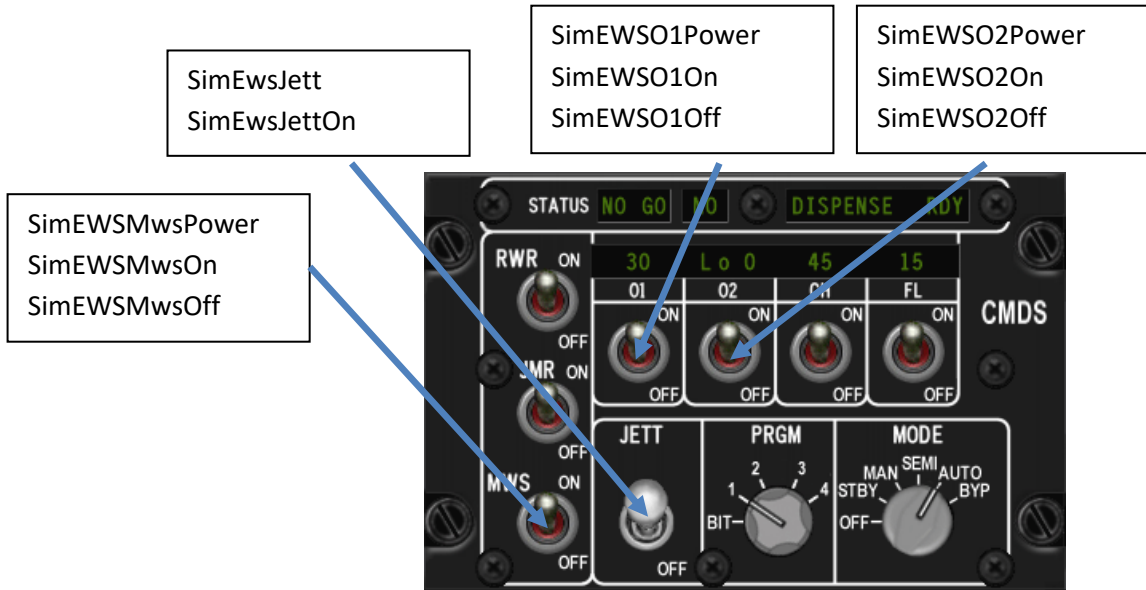 SimEWSO1Power
SimEWSO1On
SimEWSO1Off
SimEWSO2Power
SimEWSO2On
SimEWSO2Off
SimEwsJett
SimEwsJettOn
SimEWSMwsPower
SimEWSMwsOn
SimEWSMwsOff
STATUS NO GO NO DISPENSE RDY
RWR ON
OFF
30 Lo 0 45 15
O1 O2 CH FL
ON ON ON ON
OFF OFF OFF OFF
CMDS
JMR ON
OFF
MWS ON
OFF
JETT
OFF
PRGM
BIT 1 2 3 4
MODE
OFF STBY MAN SEMI AUTO BYP